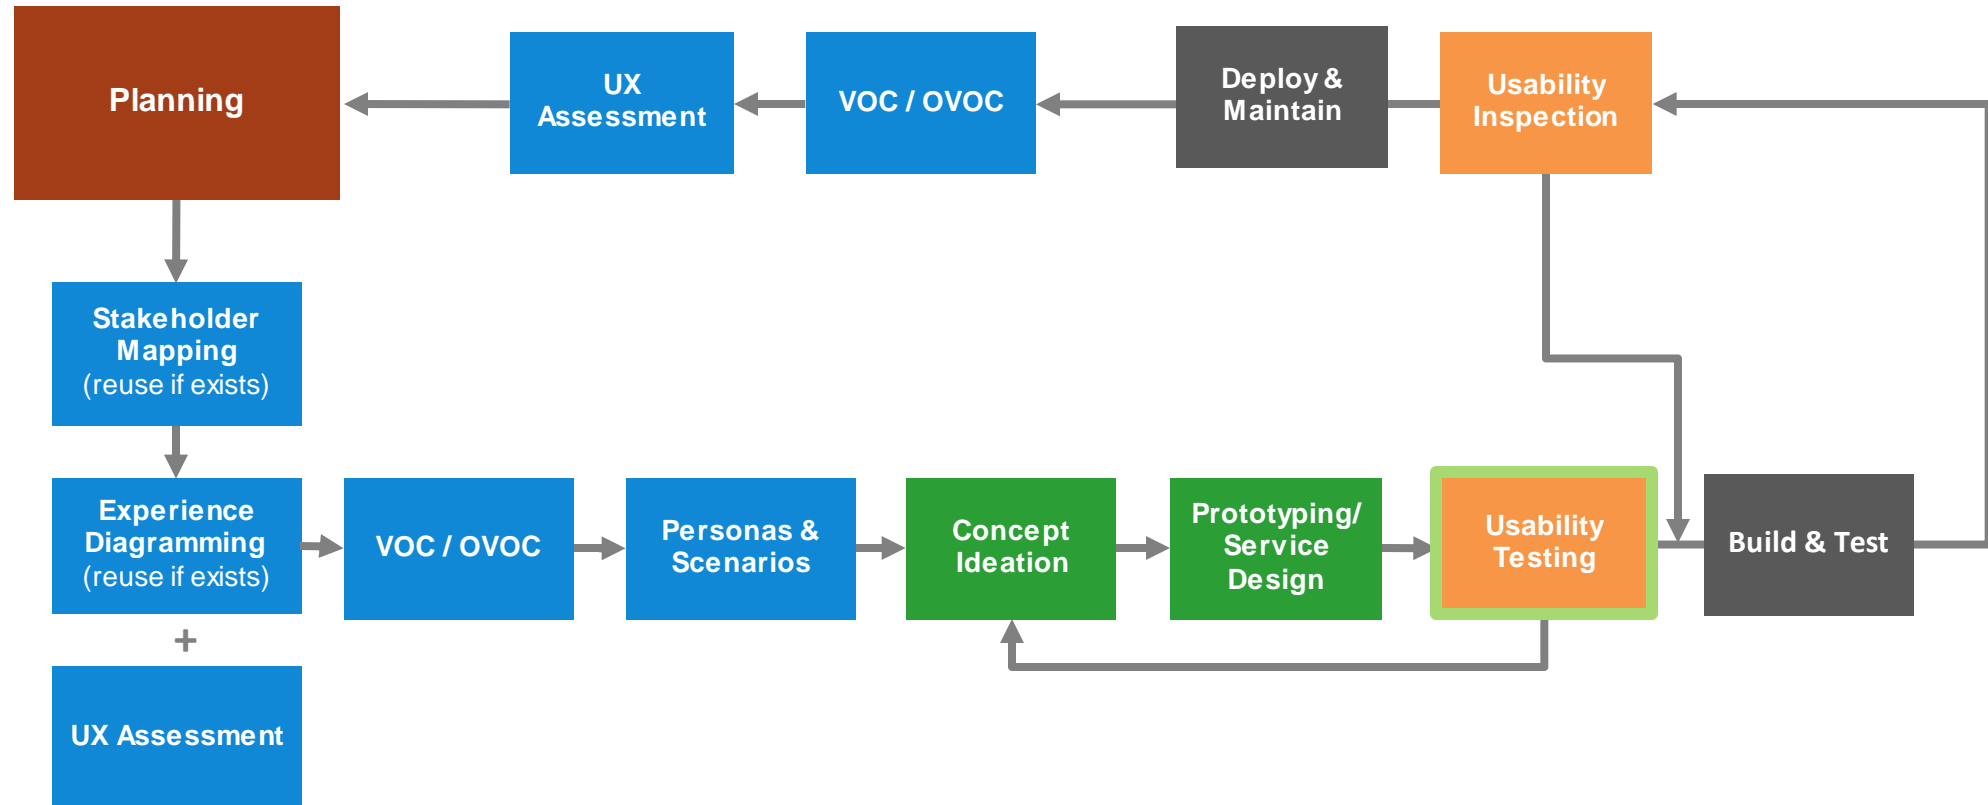 Planning
UX
Assessment
VOC / OVOC
Deploy &
Maintain
Usability
Inspection
Stakeholder
Mapping
(reuse if exists)
Experience
Diagramming
(reuse if exists)
VOC / OVOC
Personas &
Scenarios
Concept
Ideation
Prototyping/
Service
Design
Usability
Testing
Build & Test
+
UX Assessment